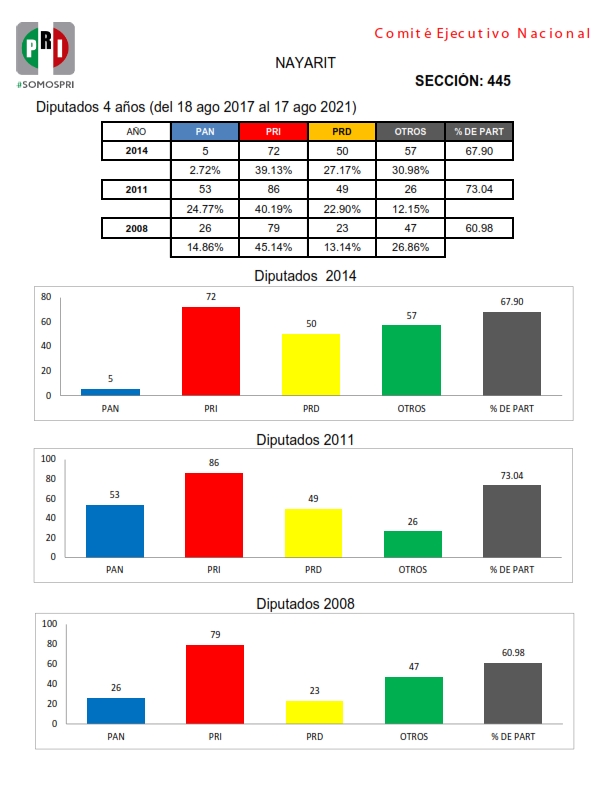 Comité Ejecutivo Nacional
PRI
#SOMOSPRI
NAYARIT
SECCIÓN: 445
Diputados 4 años (del 18 ago 2017 al 17 ago 2021)
AÑO PAN PRI PRD OTROS % DE PART
2014 5 72 50 57 67.90
2.72% 39.13% 27.17% 30.98%
2011 53 86 49 26 73.04
24.77% 40.19% 22.90% 12.15%
2008 26 79 23 47 60.98
14.86% 45.14% 13.14% 26.86%
Diputados 2014
80
60
40
20
0
5 72 50 57 67.90
PAN PRI PRD OTROS % DE PART
Diputados 2011
100
80
60
40
20
0
53 86 49 26 73.04
PAN PRI PRD OTROS % DE PART
Diputados 2008
100
80
60
40
20
0
26 79 23 47 60.98
PAN PRI PRD OTROS % DE PART